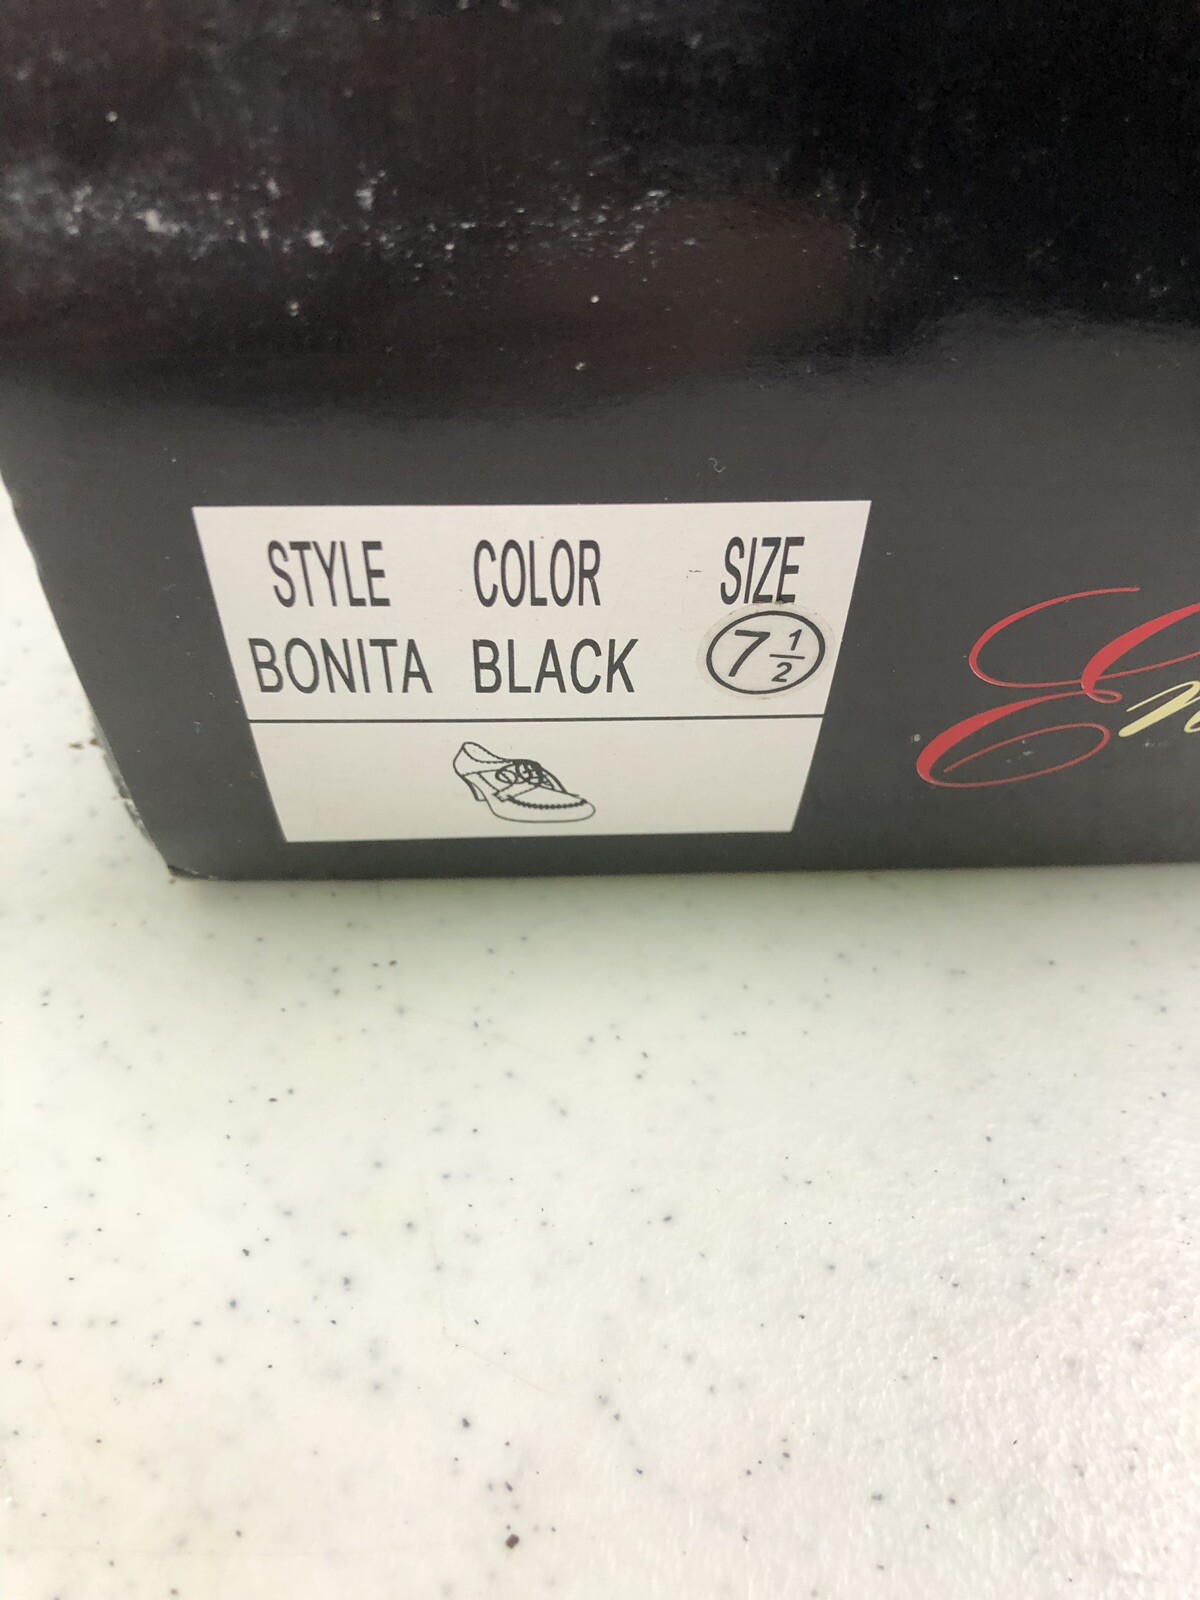 STYLE COLOR SIZE
BONITA BLACK 7 1/2